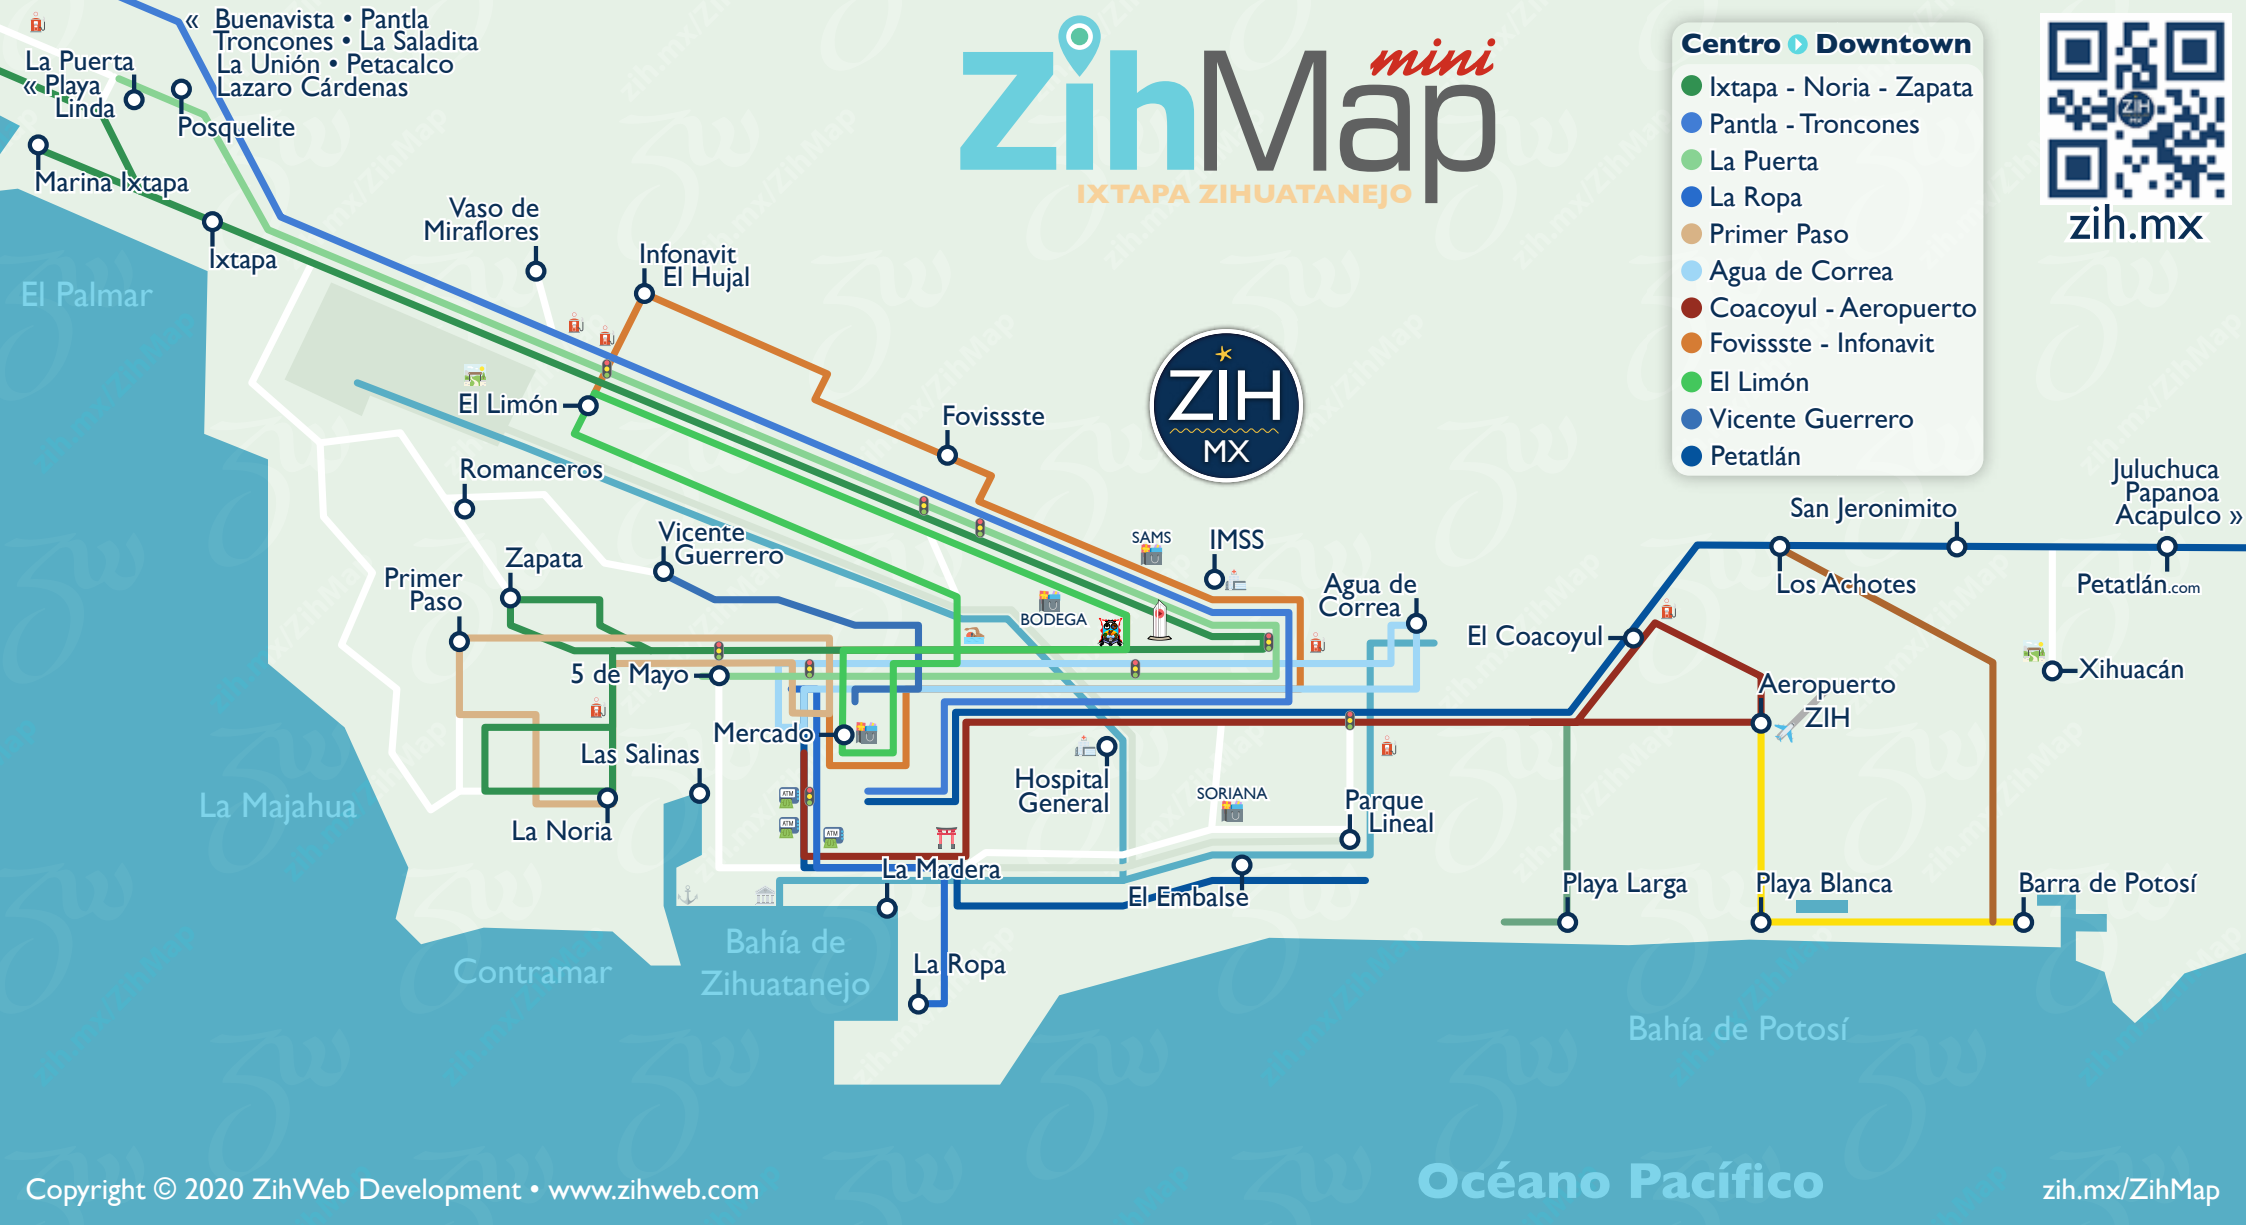 « Buenavista • Pantla
Troncones • La Saladita
La Unión • Petacalco
Lazaro Cárdenas
La Puerta
« Playa
Linda
Posquelite
Marina Ixtapa
Ixtapa
El Palmar
Vaso de
Miraflores
Infonavit
El Hujal
ZihMap
mini
IXTAPA ZIHUATANEJO
Centro Downtown
Ixtapa - Noria - Zapata
Pantla - Troncones
La Puerta
La Ropa
Primer Paso
Agua de Correa
Coacoyul - Aeropuerto
Fovissste - Infonavit
El Limón
Vicente Guerrero
Petatlán
ZIH
MX
zih.mx
ZIH
MX
El Limón
Fovissste
Romanceros
Vicente
Guerrero
Zapata
Primer
Paso
SAMS
IMSS
BODEGA
Agua de
Correa
5 de Mayo
Mercado
Las Salinas
La Noria
ATM
ATM
ATM
La Madera
Hospital
General
SORIANA
Parque
Lineal
El Embalse
La Ropa
El Coacoyul
San Jeronimito
Juluchuca
Papanoa
Acapulco »
Los Achotes
Petatlán.com
Xihuacán
Aeropuerto
ZIH
Playa Larga
Playa Blanca
Barra de Potosí
La Majahua
Contramar
Bahía de
Zihuatanejo
Bahía de Potosí
Océano Pacífico
Copyright © 2020 ZihWeb Development • www.zihweb.com
zih.mx/ZihMap